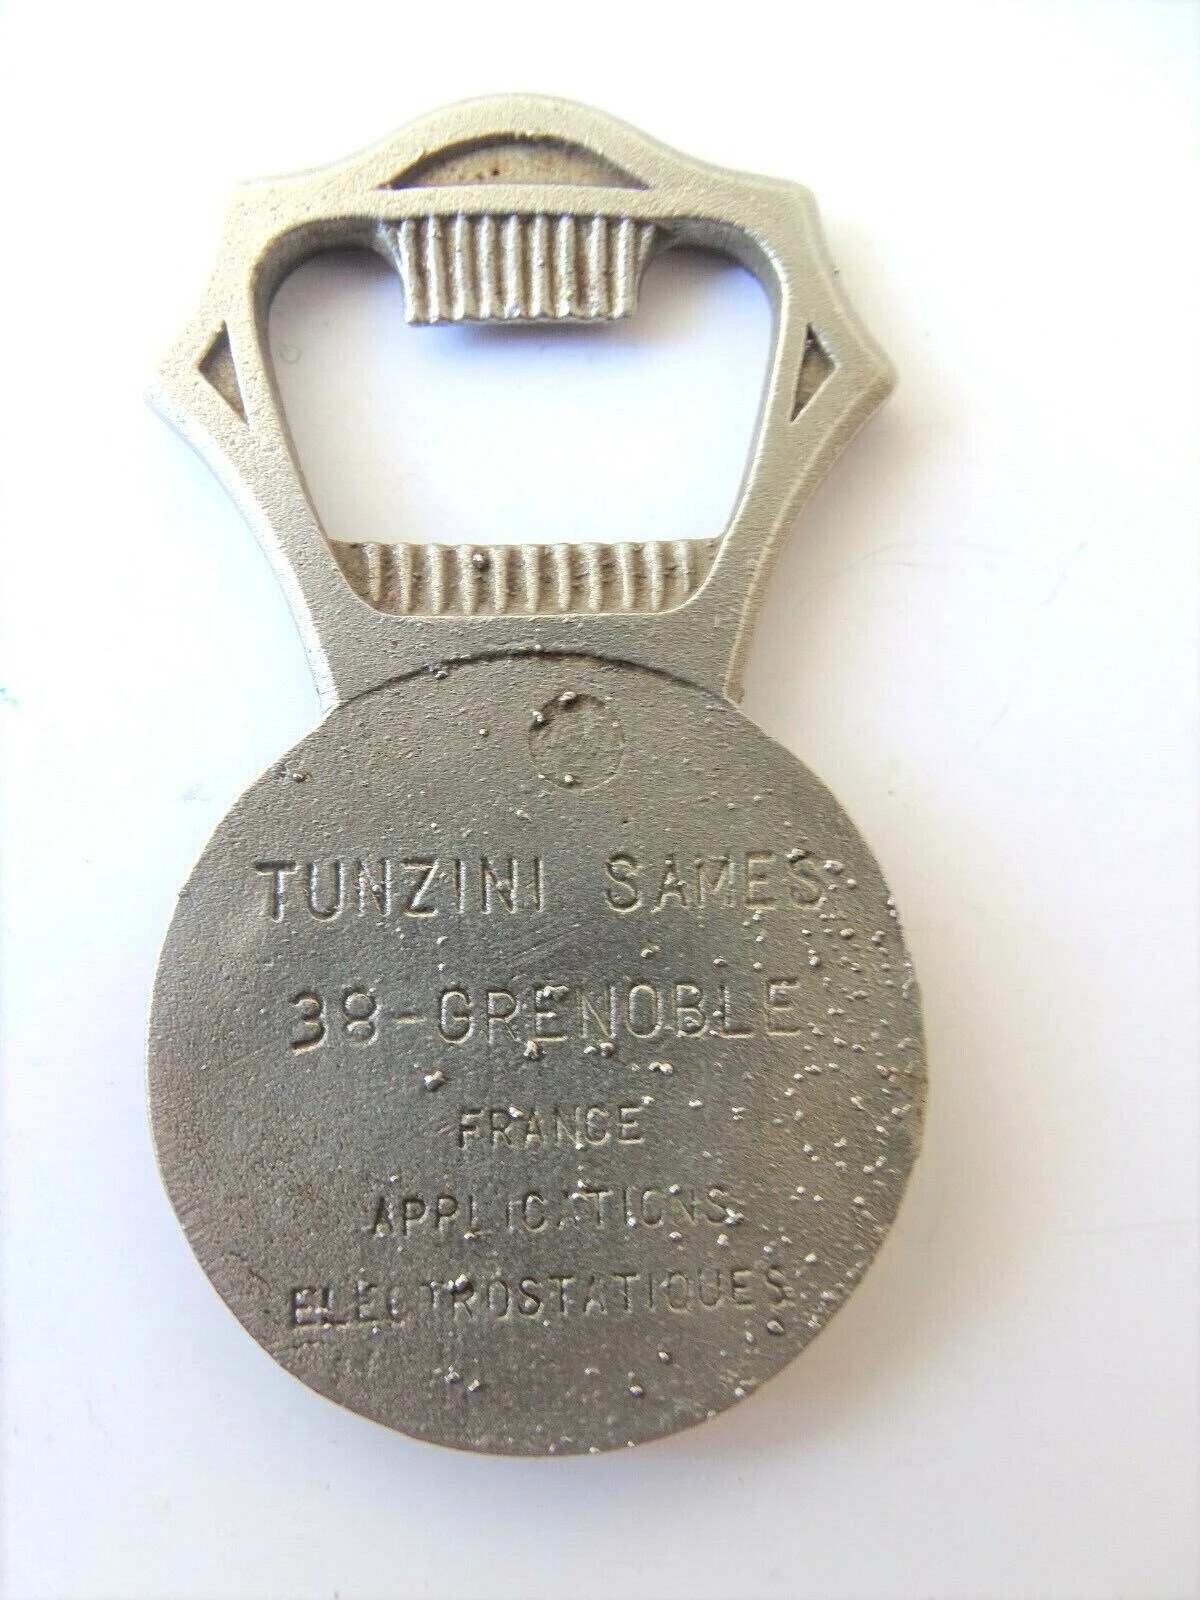 TUNZINI SAMES
38-GRENOBLE
FRANCE
APPLICATIONS
ELECTROSTATIQUES